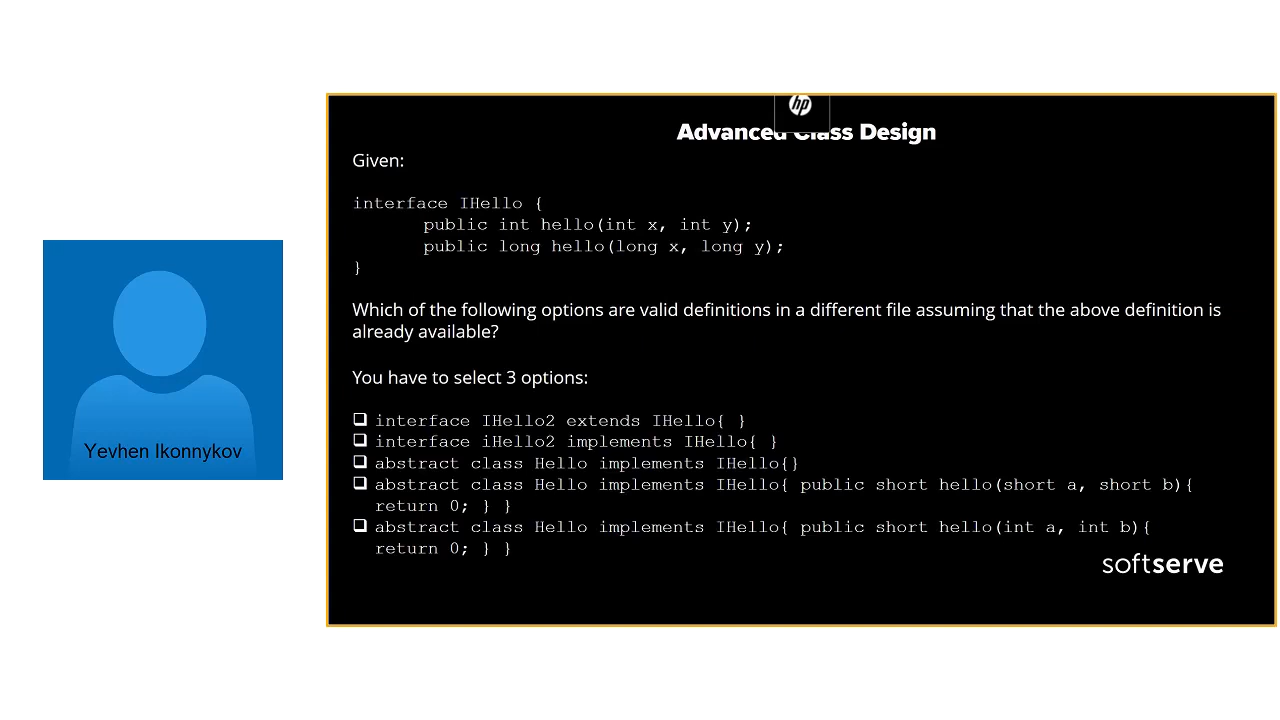 hp
Advanced Class Design
Given:
interface IHello {
public int hello(int x, int y);
public long hello(long x, long y);
}
Which of the following options are valid definitions in a different file assuming that the above definition is
already available?
You have to select 3 options:
interface IHello2 extends IHello{ }
interface iHello2 implements IHello{ }
abstract class Hello implements IHello{}
abstract class Hello implements IHello{ public short hello(short a, short b){
return 0; } }
abstract class Hello implements IHello{ public short hello(int a, int b){
return 0; } }
softserve
Yevhen Ikonnykov